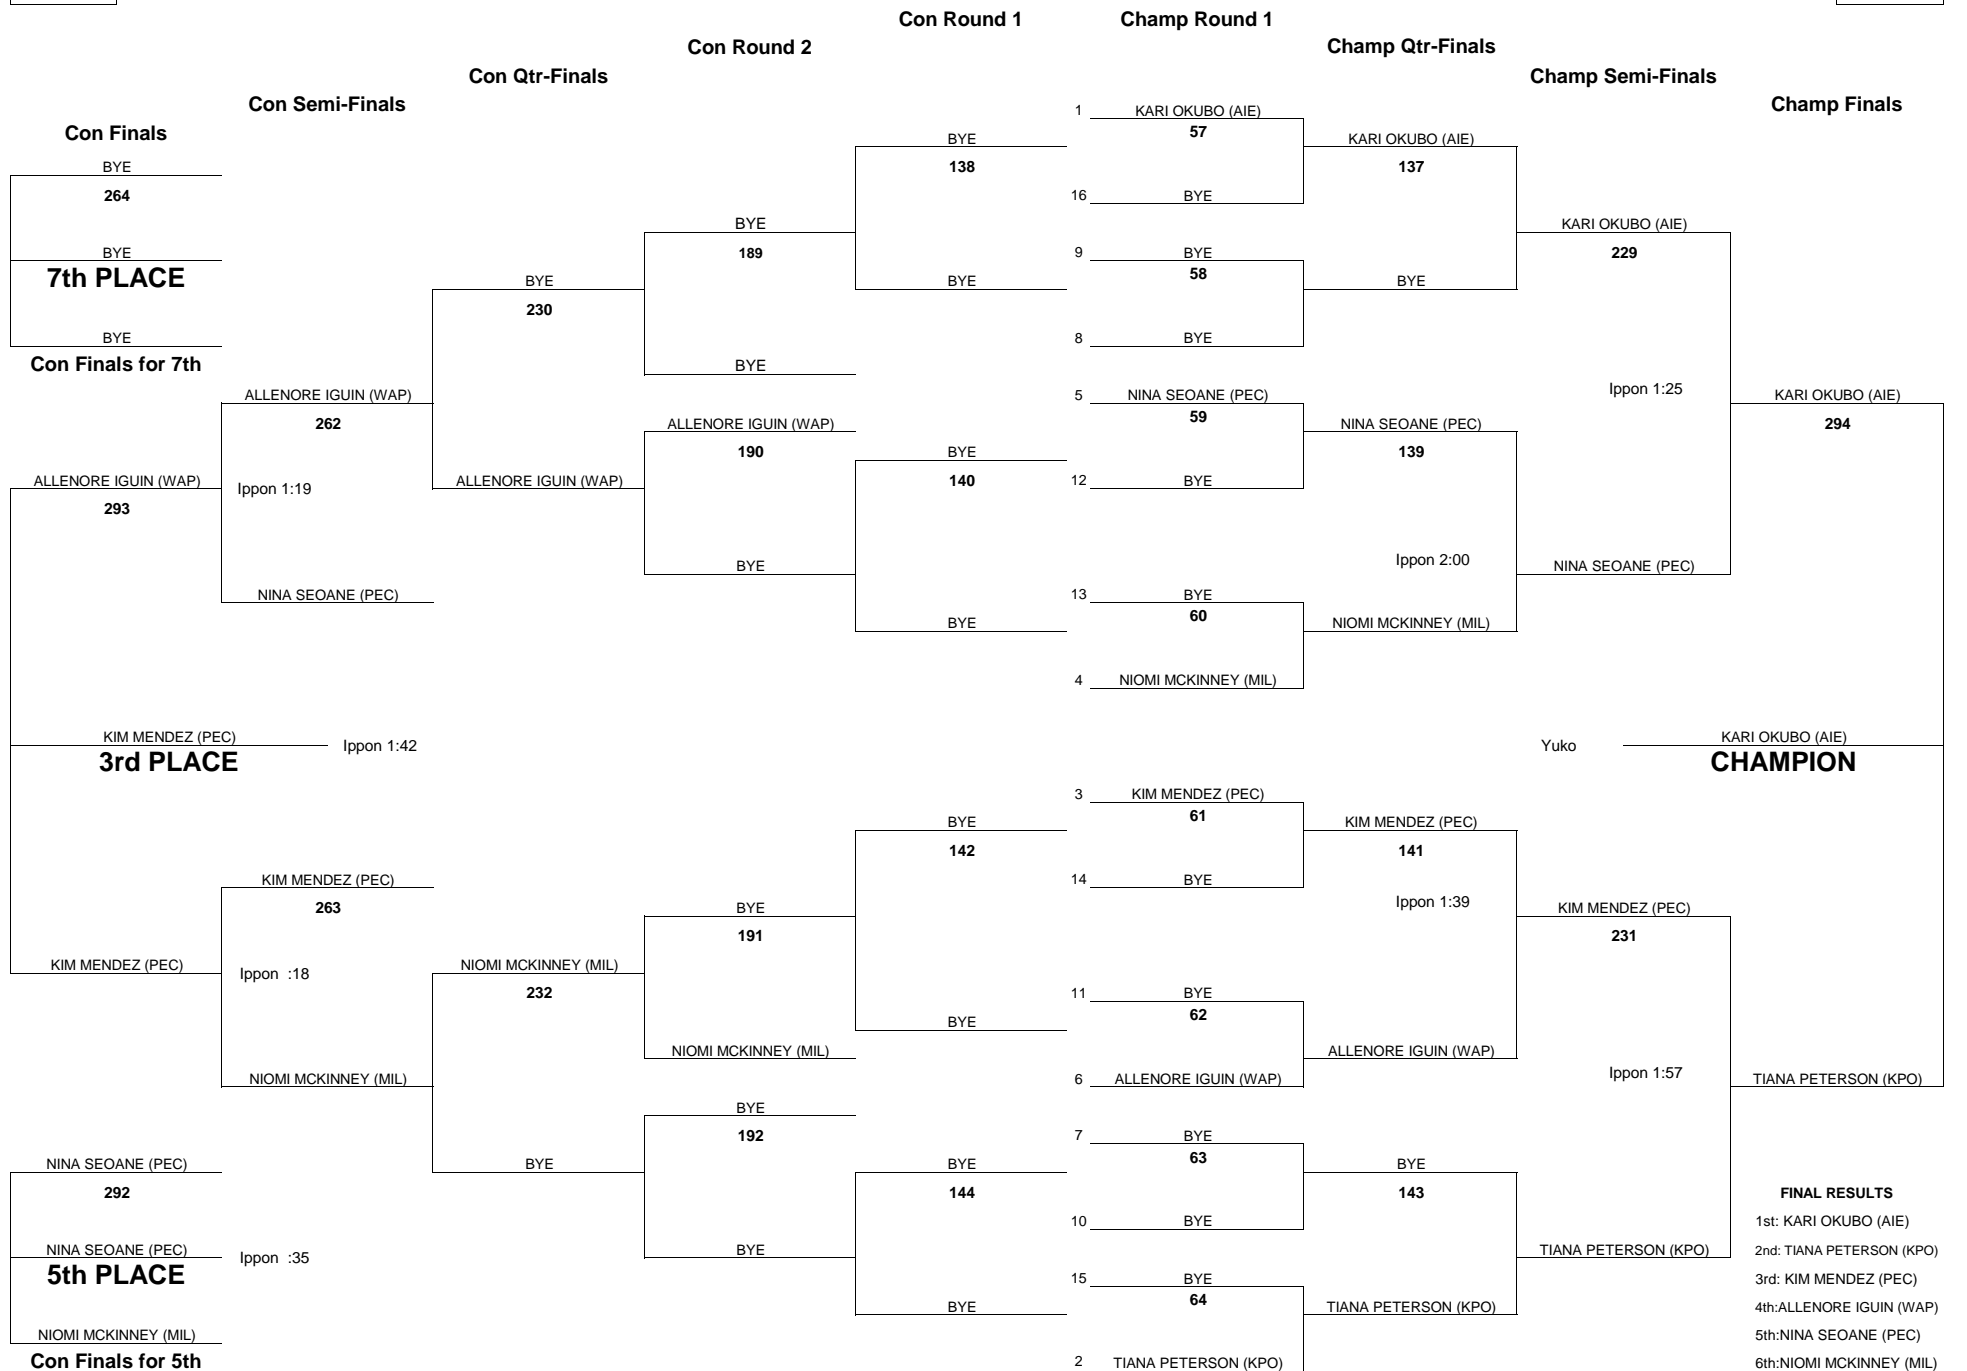 Con Round 1
Champ Round 1
Con Round 2
Champ Qtr-Finals
Con Qtr-Finals
Champ Semi-Finals
Con Semi-Finals
Champ Finals
Con Finals
BYE
264
BYE
7th PLACE
BYE
Con Finals for 7th
ALLENORE IGUIN (WAP)
293
KIM MENDEZ (PEC)
3rd PLACE
Ippon 1:42
KIM MENDEZ (PEC)
NINA SEOANE (PEC)
292
NINA SEOANE (PEC)
5th PLACE
Ippon :35
NIOMI MCKINNEY (MIL)
Con Finals for 5th
ALLENORE IGUIN (WAP)
262
Ippon 1:19
NINA SEOANE (PEC)
KIM MENDEZ (PEC)
263
Ippon :18
NIOMI MCKINNEY (MIL)
BYE
230
ALLENORE IGUIN (WAP)
NIOMI MCKINNEY (MIL)
232
BYE
BYE
189
BYE
ALLENORE IGUIN (WAP)
190
BYE
BYE
191
NIOMI MCKINNEY (MIL)
BYE
192
BYE
BYE
138
BYE
BYE
140
BYE
BYE
142
BYE
BYE
144
BYE
1 KARI OKUBO (AIE)
57
16 BYE
9 BYE
58
8 BYE
5 NINA SEOANE (PEC)
59
12 BYE
13 BYE
60
4 NIOMI MCKINNEY (MIL)
3 KIM MENDEZ (PEC)
61
14 BYE
11 BYE
62
6 ALLENORE IGUIN (WAP)
7 BYE
63
10 BYE
15 BYE
64
2 TIANA PETERSON (KPO)
KARI OKUBO (AIE)
137
BYE
NINA SEOANE (PEC)
139
Ippon 2:00
NIOMI MCKINNEY (MIL)
KIM MENDEZ (PEC)
141
Ippon 1:39
ALLENORE IGUIN (WAP)
BYE
143
TIANA PETERSON (KPO)
KARI OKUBO (AIE)
229
Ippon 1:25
NINA SEOANE (PEC)
KIM MENDEZ (PEC)
231
Ippon 1:57
TIANA PETERSON (KPO)
KARI OKUBO (AIE)
294
Yuko
KARI OKUBO (AIE)
CHAMPION
TIANA PETERSON (KPO)
FINAL RESULTS
1st: KARI OKUBO (AIE)
2nd: TIANA PETERSON (KPO)
3rd: KIM MENDEZ (PEC)
4th:ALLENORE IGUIN (WAP)
5th:NINA SEOANE (PEC)
6th:NIOMI MCKINNEY (MIL)